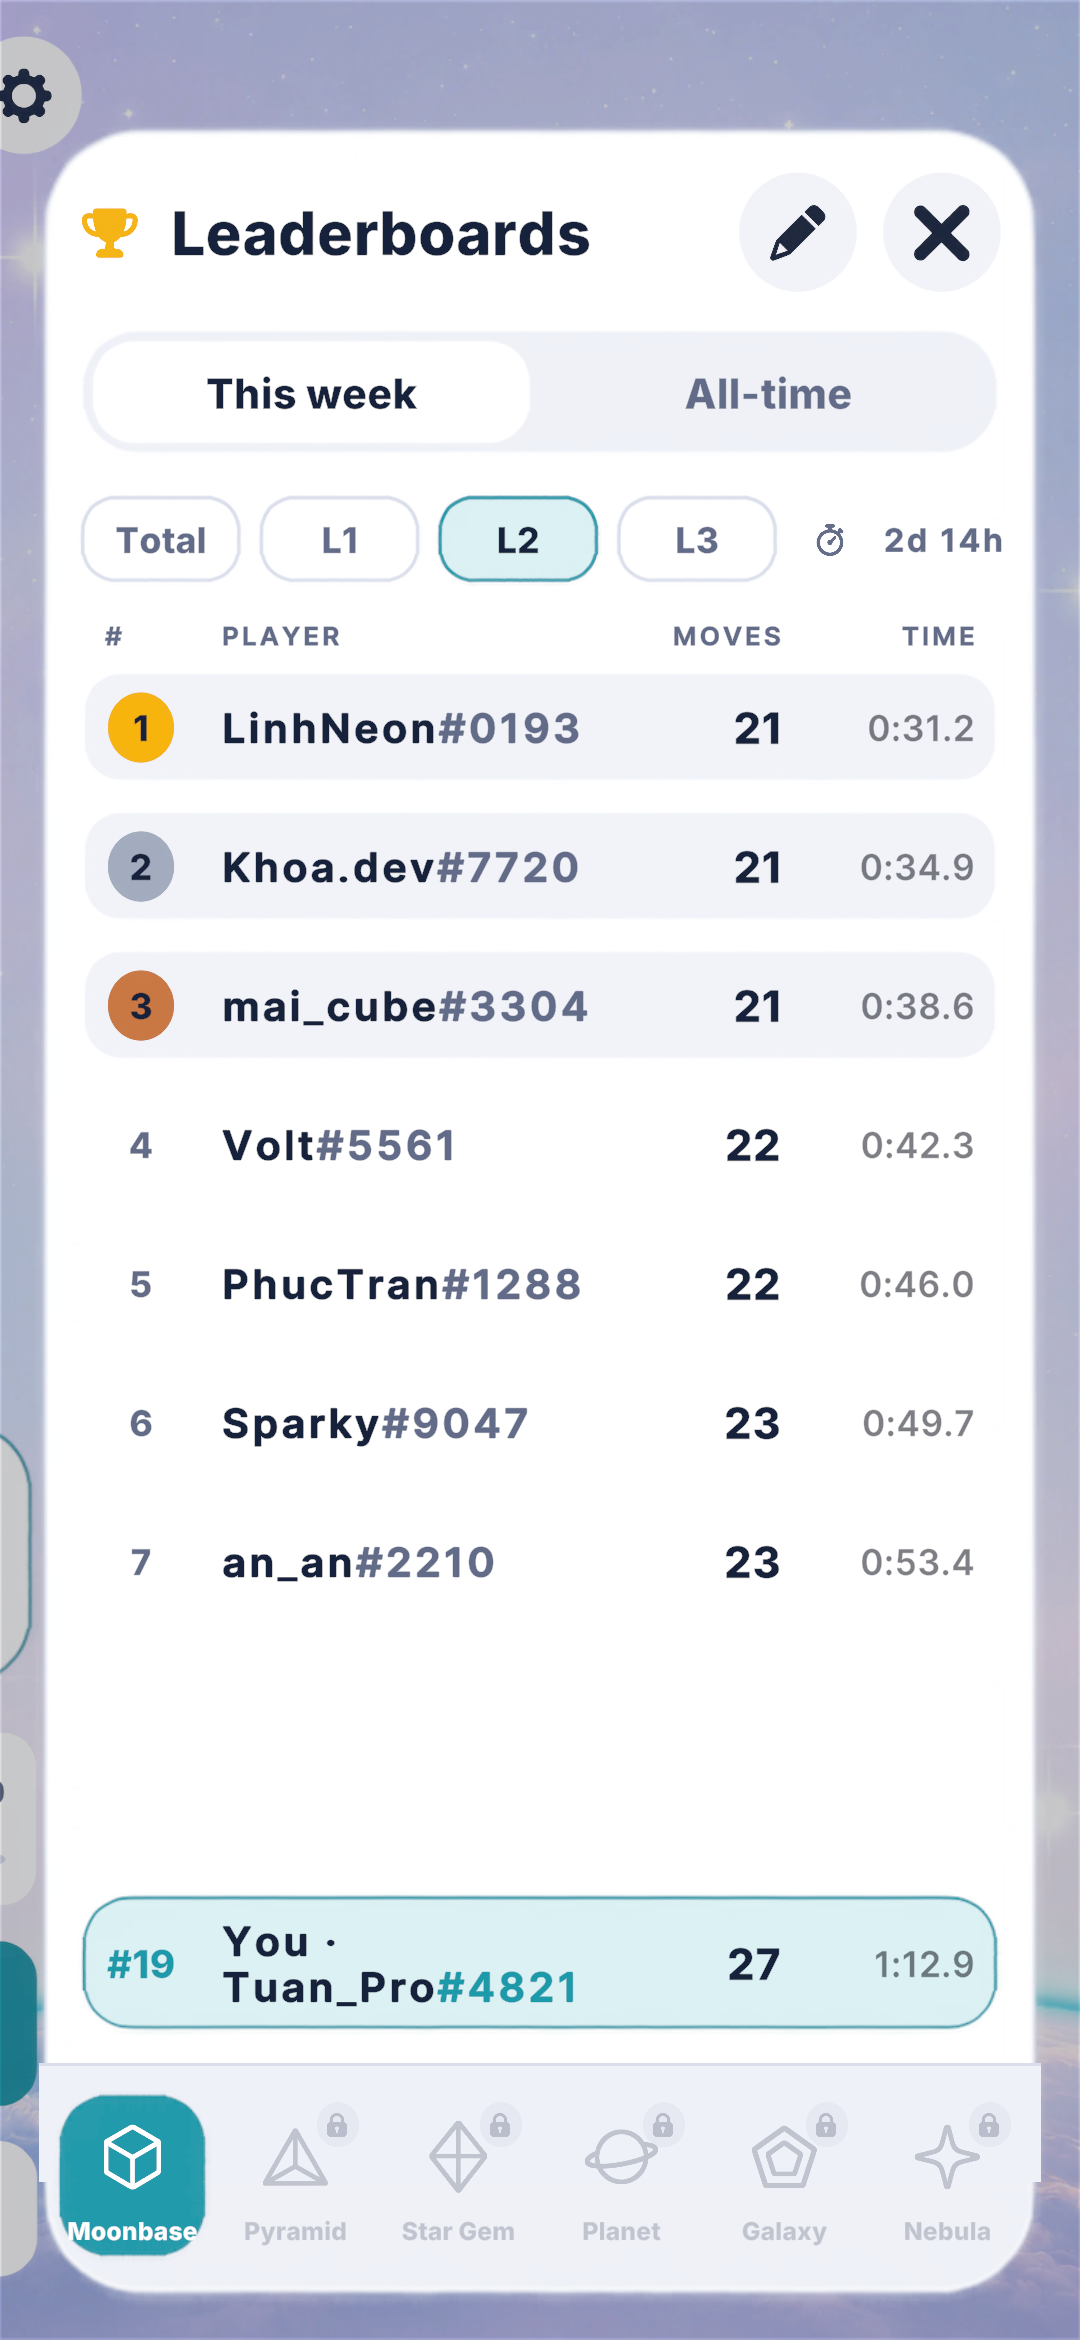 Leaderboards
This week
All-time
Total
L1
L2
L3
2d 14h
# PLAYER MOVES TIME
1 LinhNeon#0193 21 0:31.2
2 Khoa.dev#7720 21 0:34.9
3 mai_cube#3304 21 0:38.6
4 Volt#5561 22 0:42.3
5 PhucTran#1288 22 0:46.0
6 Sparky#9047 23 0:49.7
7 an_an#2210 23 0:53.4
#19 You · 27 1:12.9
Tuan_Pro#4821
Moonbase
Pyramid
Star Gem
Planet
Galaxy
Nebula